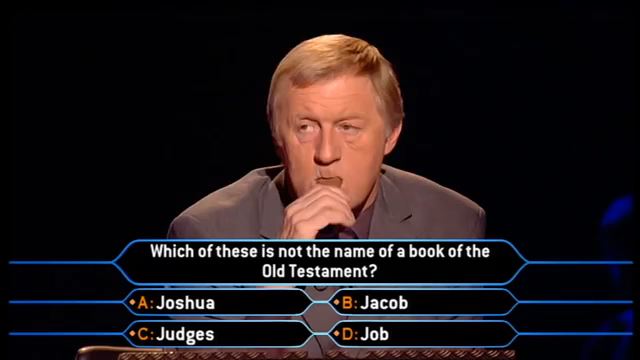 Which of these is not the name of a book of the
Old Testament?
A: Joshua
B: Jacob
C: Judges
D: Job